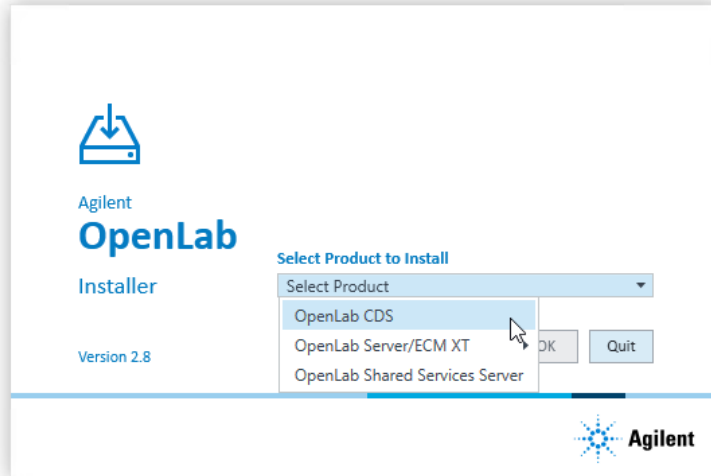 Agilent
OpenLab
Installer
Version 2.8
Select Product to Install
Select Product
OpenLab CDS
OpenLab Server/ECM XT
OpenLab Shared Services Server
OK
Quit
Agilent